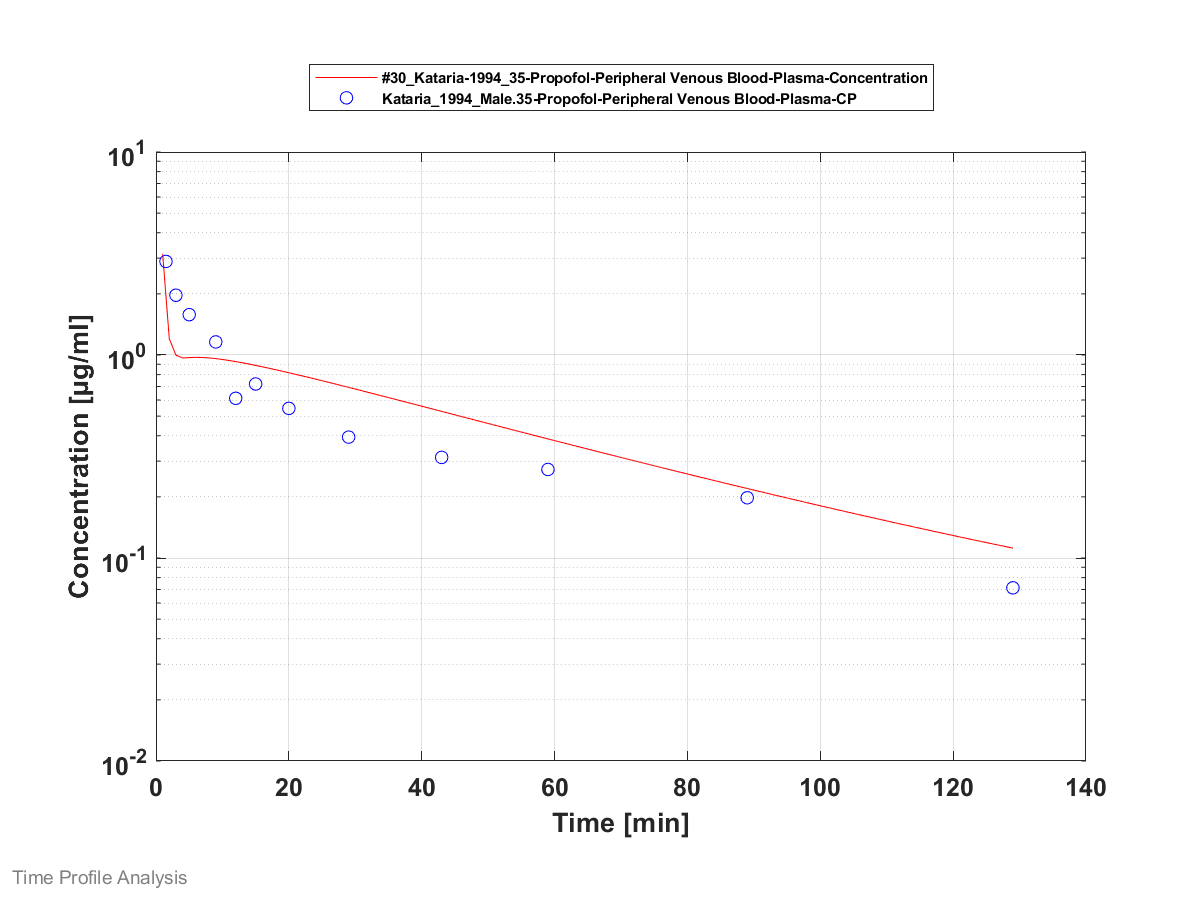 #30_Kataria-1994_35-Propofol-Peripheral Venous Blood-Plasma-Concentration
Kataria_1994_Male.35-Propofol-Peripheral Venous Blood-Plasma-CP
10^1
10^0
10^-1
10^-2
Concentration [µg/ml]
0 20 40 60 80 100 120 140
Time [min]
Time Profile Analysis